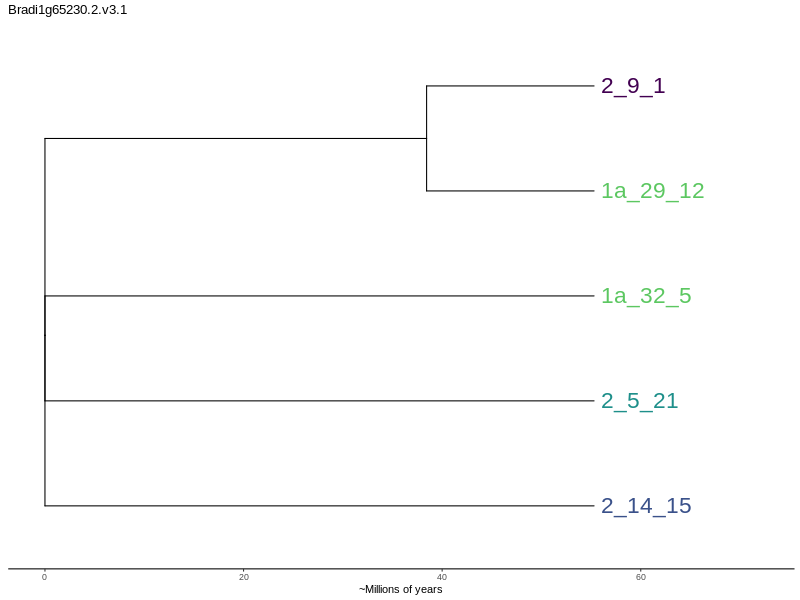 Bradi1g65230.2.v3.1
2_9_1
1a_29_12
1a_32_5
2_5_21
2_14_15
0 20 40 60
~Millions of years